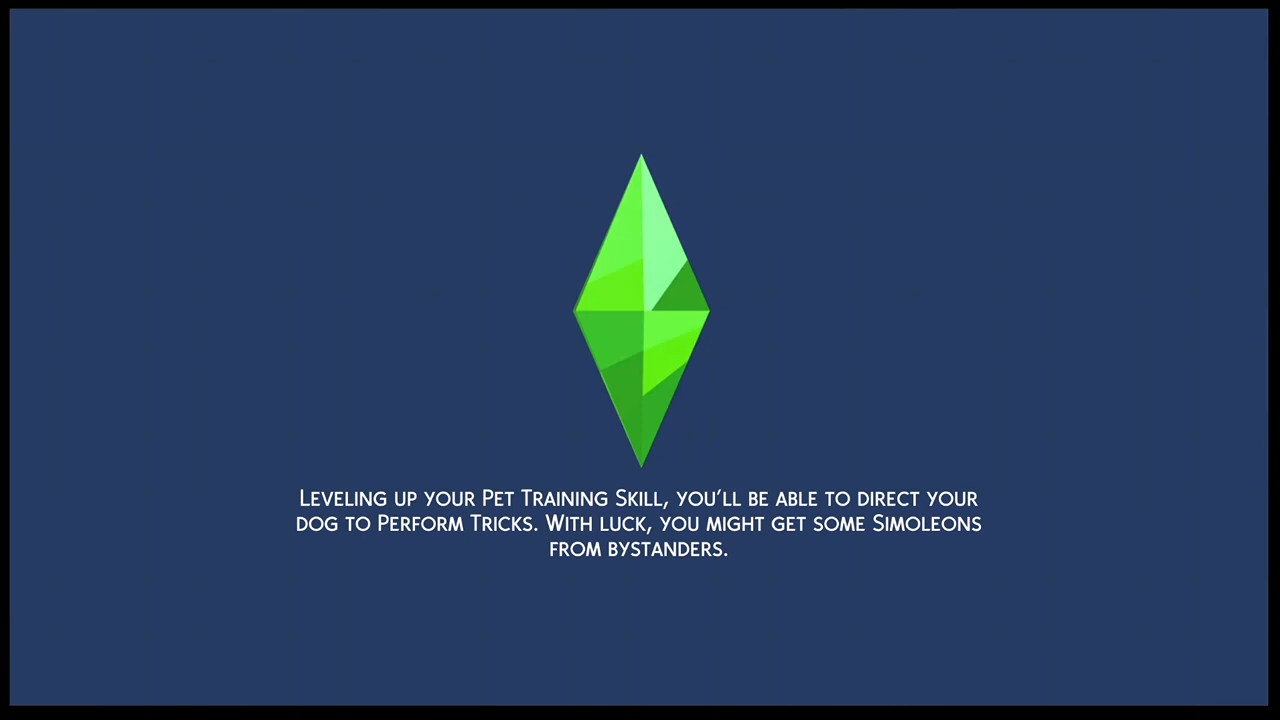 Leveling up your Pet Training Skill, you'll be able to direct your
dog to Perform Tricks. With luck, you might get some Simoleons
from bystanders.